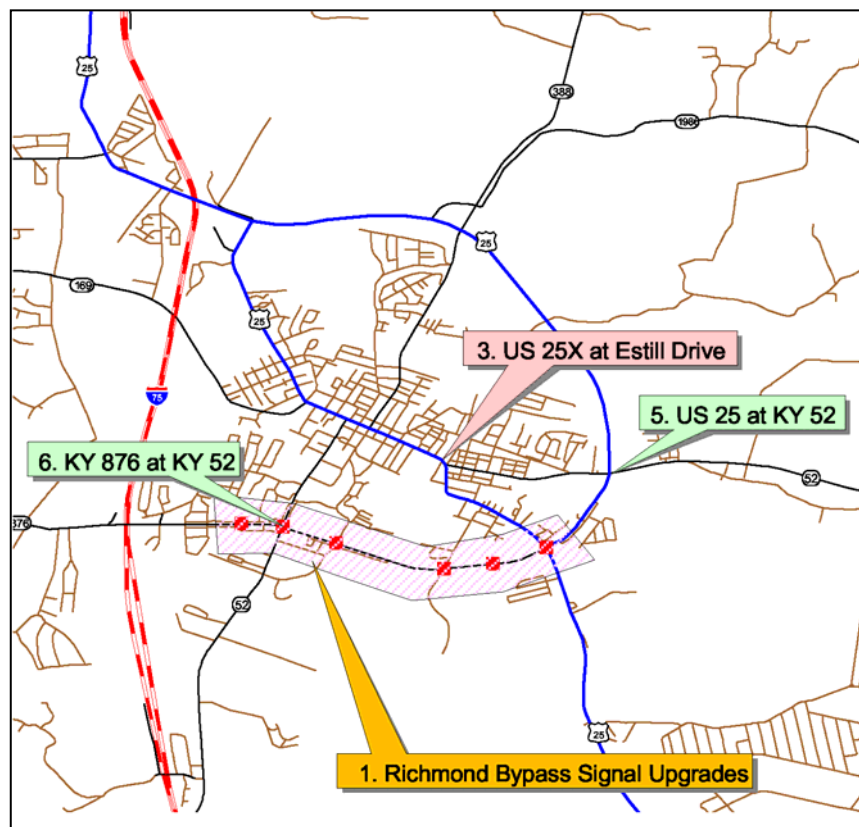 25
388
1986
25
169
25
3. US 25X at Estill Drive
75
5. US 25 at KY 52
6. KY 876 at KY 52
52
876
52
25
1. Richmond Bypass Signal Upgrades